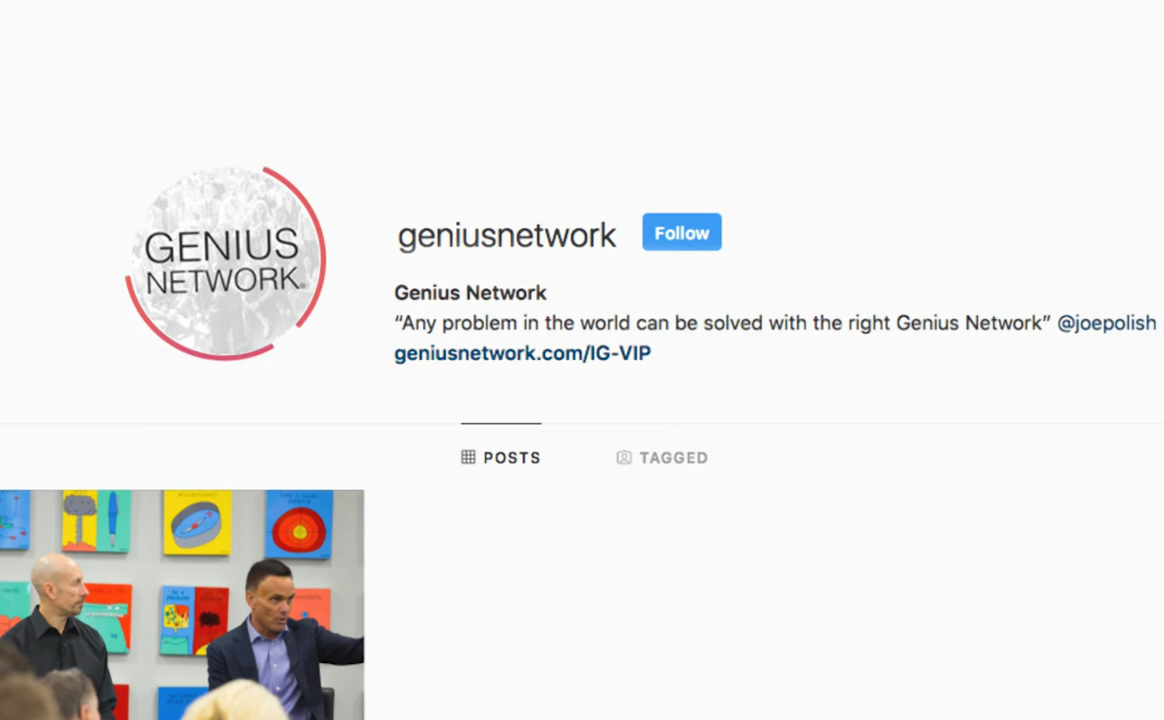 GENIUS
NETWORK®
geniusnetwork
Follow
Genius Network
“Any problem in the world can be solved with the right Genius Network” @joepolish
geniusnetwork.com/IG-VIP
POSTS
TAGGED